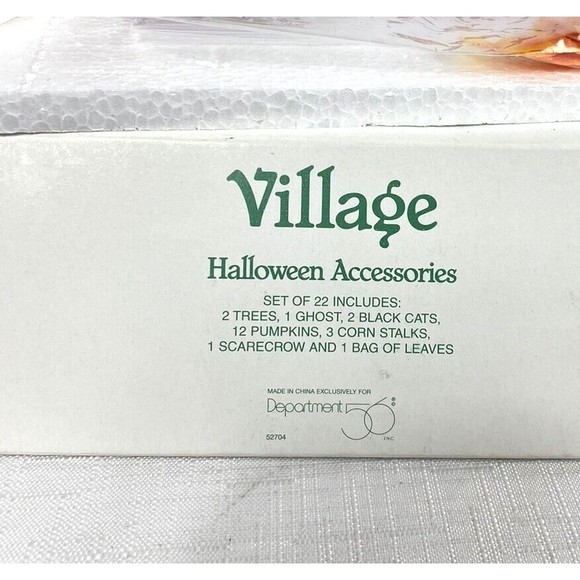 Village
Halloween Accessories
SET OF 22 INCLUDES:
2 TREES, 1 GHOST, 2 BLACK CATS,
12 PUMPKINS, 3 CORN STALKS,
1 SCARECROW AND 1 BAG OF LEAVES
MADE IN CHINA EXCLUSIVELY FOR
Department 56®
INC
52704